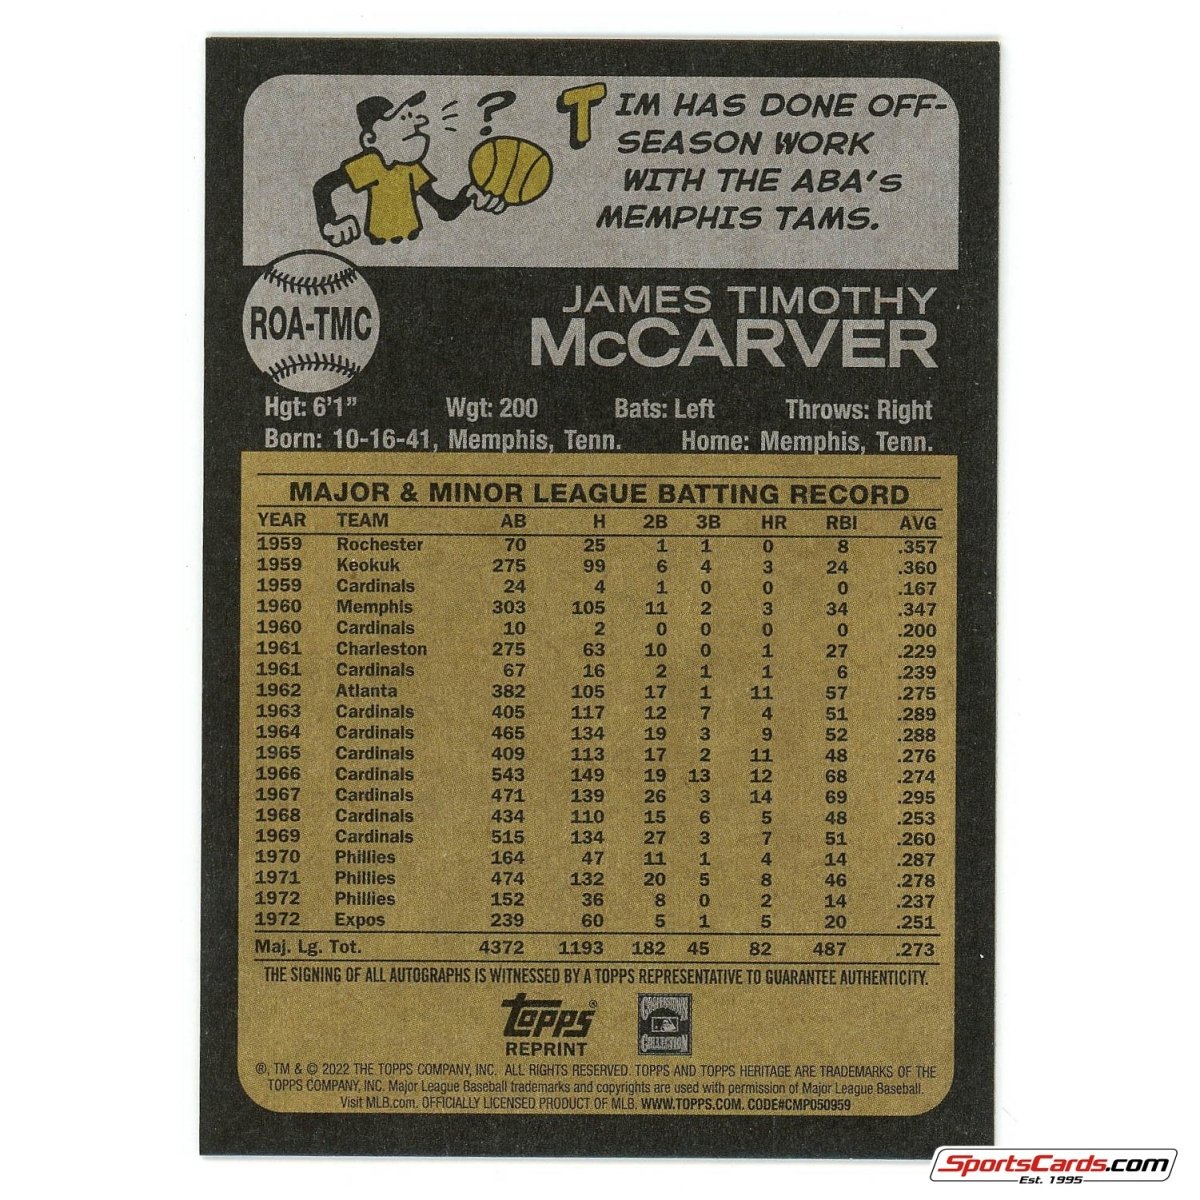 ?
TIM HAS DONE OFF-
SEASON WORK
WITH THE ABA'S
MEMPHIS TAMS.
ROA-TMC
JAMES TIMOTHY
McCARVER
Hgt: 6'1" Wgt: 200 Bats: Left Throws: Right
Born: 10-16-41, Memphis, Tenn. Home: Memphis, Tenn.
MAJOR & MINOR LEAGUE BATTING RECORD
YEAR TEAM AB H 2B 3B HR RBI AVG
1959 Rochester 70 25 1 1 0 8 .357
1959 Keokuk 275 99 6 4 3 24 .360
1959 Cardinals 24 4 1 0 0 0 .167
1960 Memphis 303 105 11 2 3 34 .347
1960 Cardinals 10 2 0 0 0 0 .200
1961 Charleston 275 63 10 0 1 27 .229
1961 Cardinals 67 16 2 1 1 6 .239
1962 Atlanta 382 105 17 1 11 57 .275
1963 Cardinals 405 117 12 7 4 51 .289
1964 Cardinals 465 134 19 3 9 52 .288
1965 Cardinals 409 113 17 2 11 48 .276
1966 Cardinals 543 149 19 13 12 68 .274
1967 Cardinals 471 139 26 3 14 69 .295
1968 Cardinals 434 110 15 6 5 48 .253
1969 Cardinals 515 134 27 3 7 51 .260
1970 Phillies 164 47 11 1 4 14 .287
1971 Phillies 474 132 20 5 8 46 .278
1972 Phillies 152 36 8 0 2 14 .237
1972 Expos 239 60 5 1 5 20 .251
Maj. Lg. Tot. 4372 1193 182 45 82 487 .273
THE SIGNING OF ALL AUTOGRAPHS IS WITNESSED BY A TOPPS REPRESENTATIVE TO GUARANTEE AUTHENTICITY.
Topps®
REPRINT
COOPERSTOWN
COLLECTION
®, TM & © 2022 THE TOPPS COMPANY, INC. ALL RIGHTS RESERVED. TOPPS AND TOPPS HERITAGE ARE TRADEMARKS OF THE
TOPPS COMPANY, INC. Major League Baseball trademarks and copyrights are used with permission of Major League Baseball.
Visit MLB.com. OFFICIALLY LICENSED PRODUCT OF MLB. WWW.TOPPS.COM. CODE#CMP050959
SportsCards.com
Est. 1995